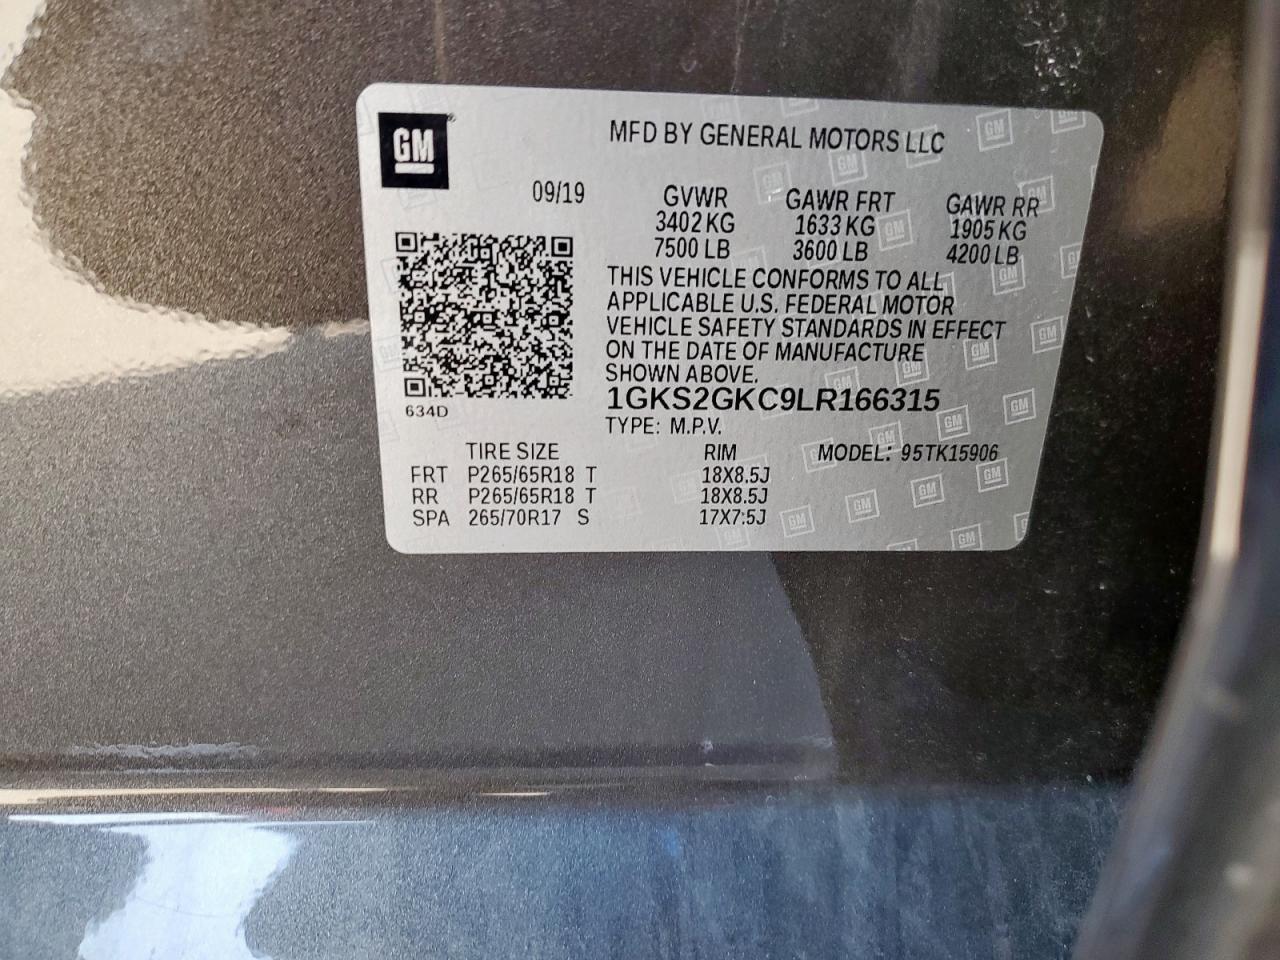 GM
MFD BY GENERAL MOTORS LLC
09/19
GVWR GAWR FRT GAWR RR
3402 KG 1633 KG 1905 KG
7500 LB 3600 LB 4200 LB
THIS VEHICLE CONFORMS TO ALL
APPLICABLE U.S. FEDERAL MOTOR
VEHICLE SAFETY STANDARDS IN EFFECT
ON THE DATE OF MANUFACTURE
SHOWN ABOVE.
1GKS2GKC9LR166315
634D
TYPE: M.P.V.
TIRE SIZE RIM MODEL: 95TK15906
FRT P265/65R18 T 18X8.5J
RR P265/65R18 T 18X8.5J
SPA 265/70R17 S 17X7.5J